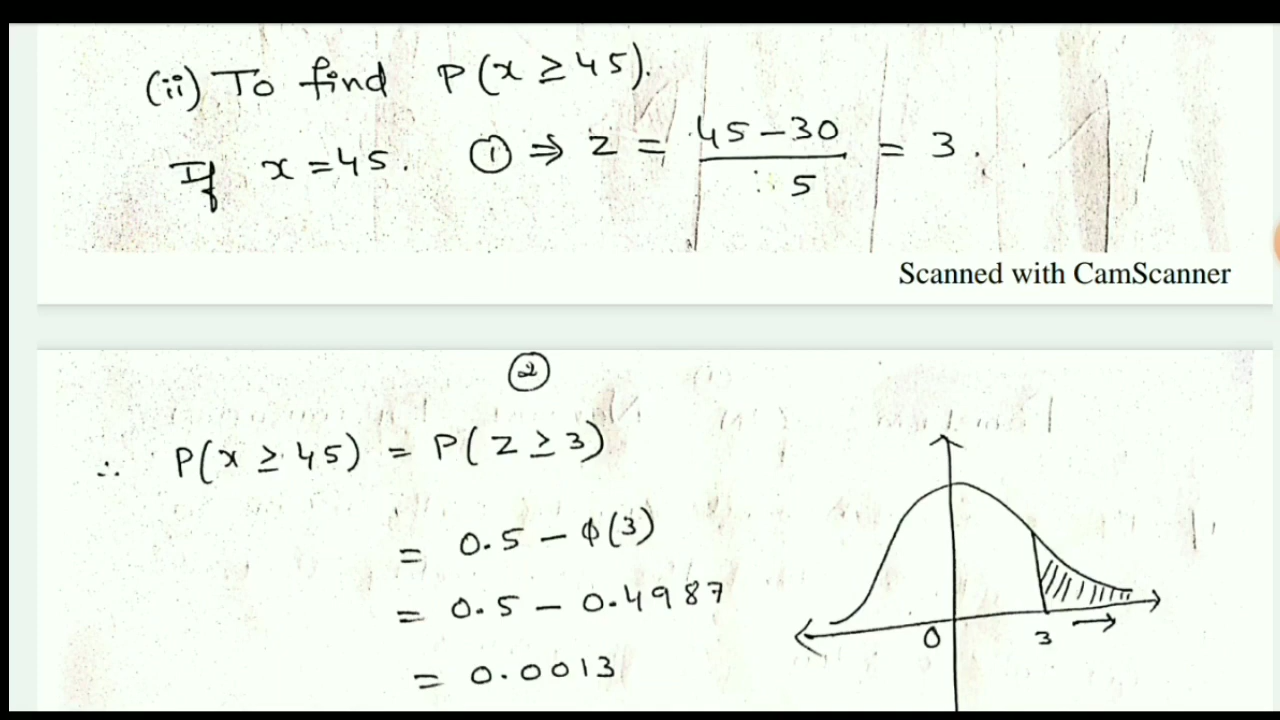 (ii) To find P(x ≥ 45).
If x = 45. ① ⇒ z = 45 - 30 / 5 = 3.
Scanned with CamScanner
②
∴ P(x ≥ 45) = P(z ≥ 3)
= 0.5 - φ(3)
= 0.5 - 0.4987
= 0.0013
0 3